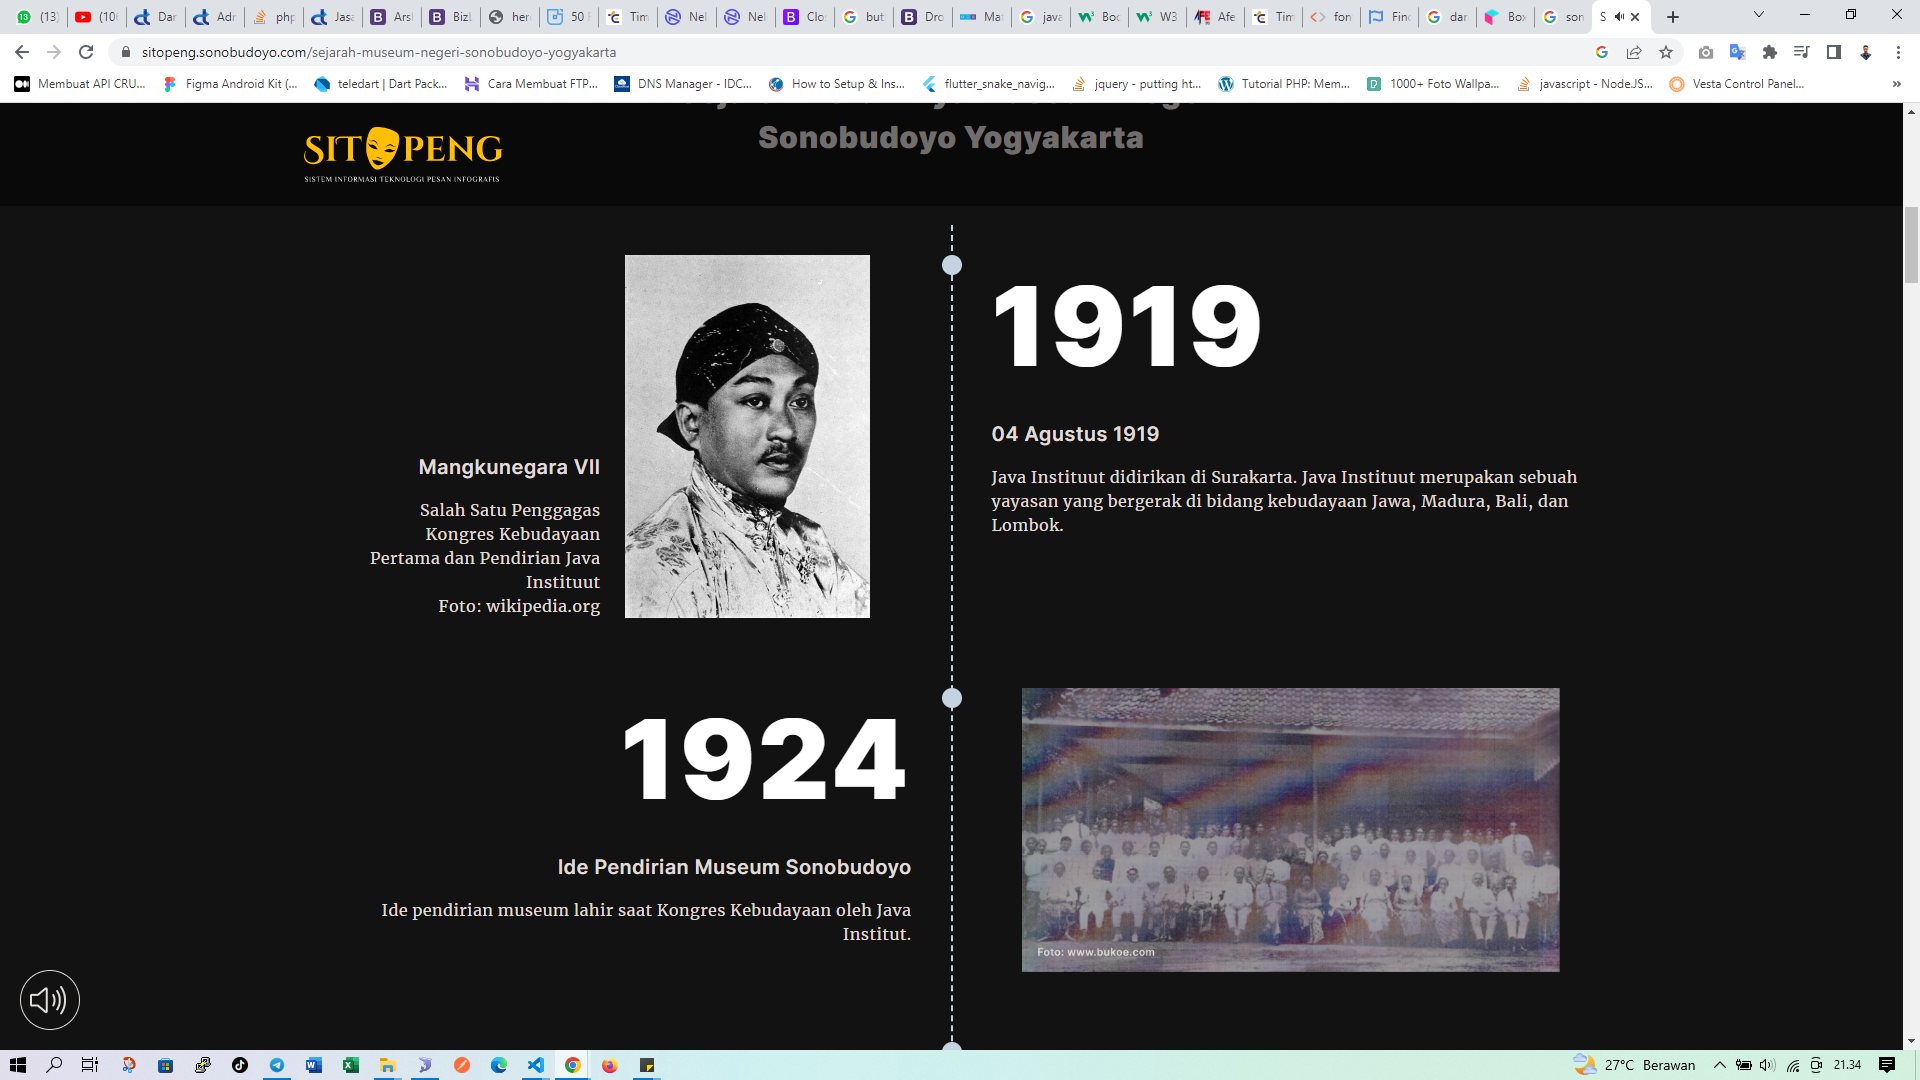 (13)
(10
Dar
Adr
php
Jasa
Arsi
BizL
her
50
Tim
Nel
Nel
Clo
but
Dro
Mat
java
Boo
W3
Afe
Tim
fon
Find
dar
Box
son
S
sitopeng.sonobudoyo.com/sejarah-museum-negeri-sonobudoyo-yogyakarta
Membuat API CRU...
Figma Android Kit (...
teledart | Dart Pack...
Cara Membuat FTP...
DNS Manager - IDC...
How to Setup & Ins...
flutter_snake_navig...
jquery - putting ht...
Tutorial PHP: Mem...
1000+ Foto Wallpa...
javascript - NodeJS...
Vesta Control Panel...
»
Sonobudoyo Yogyakarta
SITOPENG
SISTEM INFORMASI TEKNOLOGI PESAN INFOGRAFIS
1919
04 Agustus 1919
Java Instituut didirikan di Surakarta. Java Instituut merupakan sebuah
yayasan yang bergerak di bidang kebudayaan Jawa, Madura, Bali, dan
Lombok.
Mangkunegara VII
Salah Satu Penggagas
Kongres Kebudayaan
Pertama dan Pendirian Java
Instituut
Foto: wikipedia.org
1924
Ide Pendirian Museum Sonobudoyo
Ide pendirian museum lahir saat Kongres Kebudayaan oleh Java
Institut.
Foto: www.bukoe.com
27°C Berawan
21.34